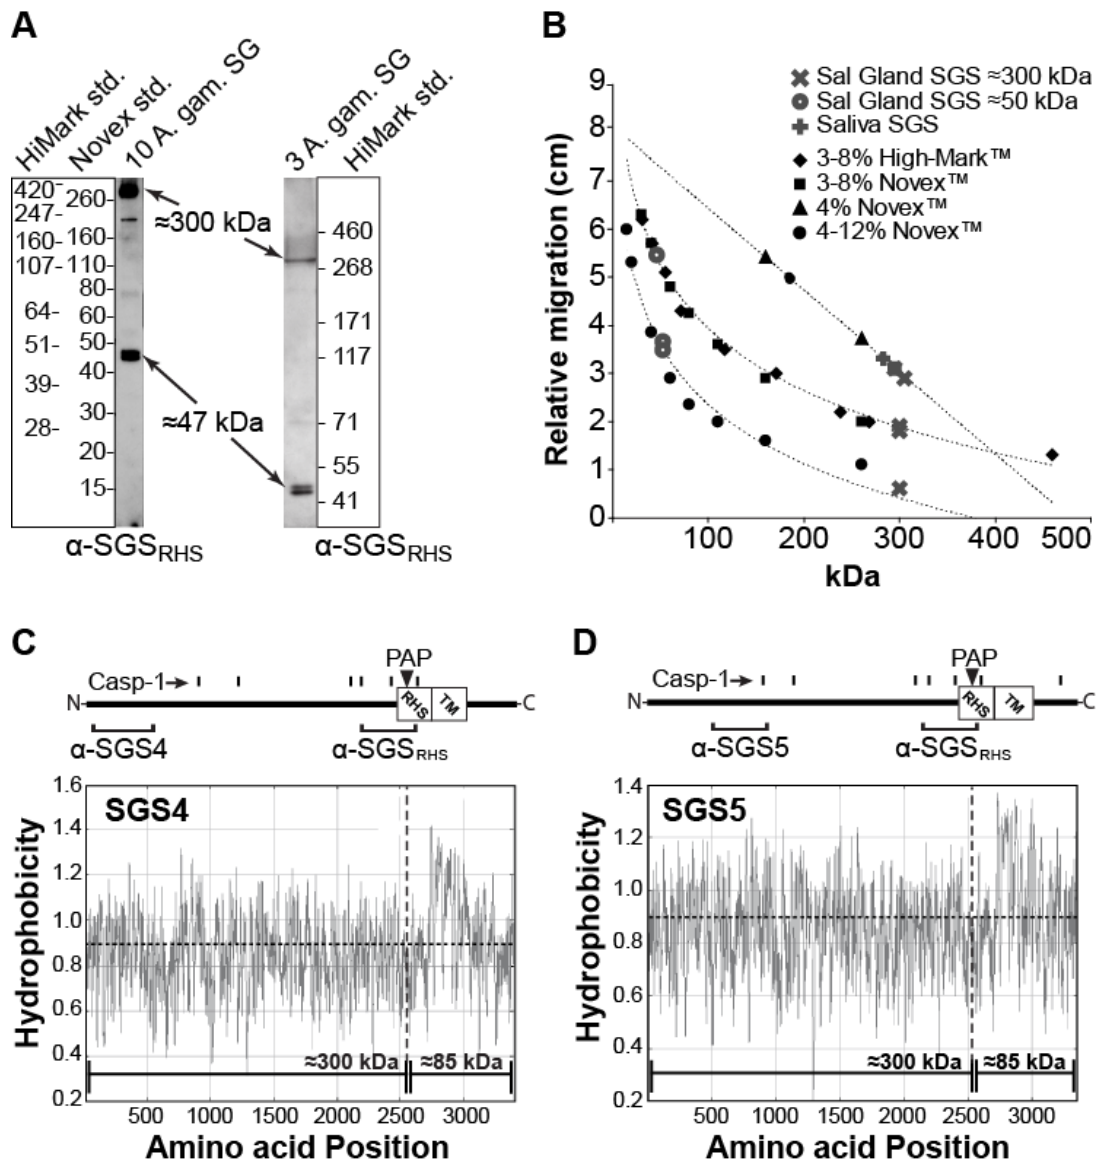 A
HiMark std.
Novex std.
10 A. gam. SG
3 A. gam. SG
HiMark std.
420-
247-
160-
107-
64-
51-
39-
28-
260-
160-
110-
80-
60-
50-
40-
30-
20-
15-
≈300 kDa
≈47 kDa
- 460
- 268
- 171
- 117
- 71
- 55
- 41
α-SGSRHS
α-SGSRHS
B
Relative migration (cm)
9
8
7
6
5
4
3
2
1
0
100 200 300 400 500
kDa
Sal Gland SGS ≈300 kDa
Sal Gland SGS ≈50 kDa
Saliva SGS
3-8% High-Mark™
3-8% Novex™
4% Novex™
4-12% Novex™
C
PAP
Casp-1
N- RHS TM -C
α-SGS4 α-SGSRHS
SGS4
Hydrophobicity
1.6
1.4
1.2
1.0
0.8
0.6
0.4
0.2
≈300 kDa ≈85 kDa
500 1000 1500 2000 2500 3000
Amino acid Position
D
PAP
Casp-1
N- RHS TM -C
α-SGS5 α-SGSRHS
SGS5
Hydrophobicity
1.4
1.2
1.0
0.8
0.6
0.4
0.2
≈300 kDa ≈85 kDa
500 1000 1500 2000 2500 3000
Amino acid Position